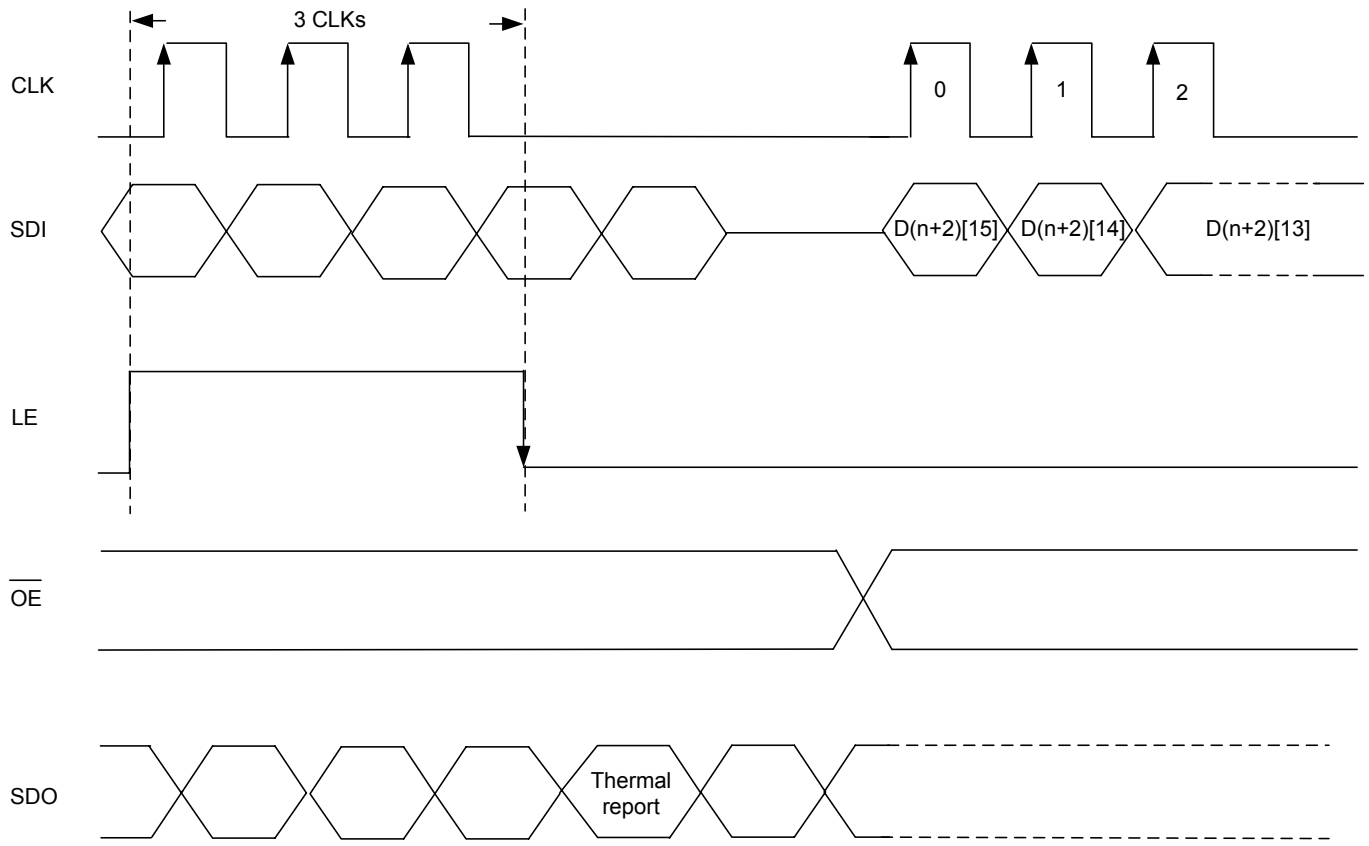 3 CLKs
CLK
0
1
2
SDI
D(n+2)[15]
D(n+2)[14]
D(n+2)[13]
LE
OE
SDO
Thermal
report